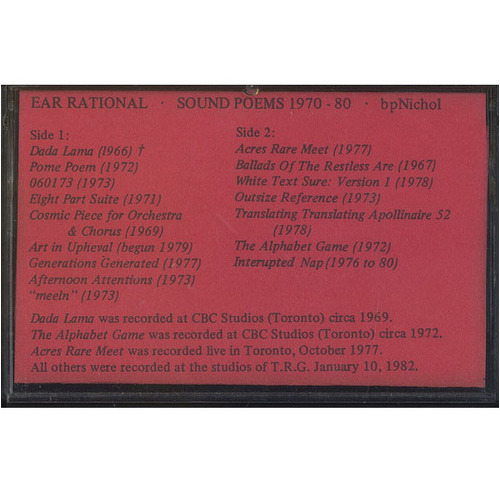 EAR RATIONAL · SOUND POEMS 1970 - 80 · bpNichol
Side 1:
Dada Lama (1966) †
Pome Poem (1972)
060173 (1973)
Eight Part Suite (1971)
Cosmic Piece for Orchestra
& Chorus (1969)
Art in Upheval (begun 1979)
Generations Generated (1977)
Afternoon Attentions (1973)
"meeln" (1973)
Side 2:
Acres Rare Meet (1977)
Ballads Of The Restless Are (1967)
White Text Sure: Version 1 (1978)
Outsize Reference (1973)
Translating Translating Apollinaire 52
(1978)
The Alphabet Game (1972)
Interupted Nap (1976 to 80)
Dada Lama was recorded at CBC Studios (Toronto) circa 1969.
The Alphabet Game was recorded at CBC Studios (Toronto) circa 1972.
Acres Rare Meet was recorded live in Toronto, October 1977.
All others were recorded at the studios of T.R.G. January 10, 1982.